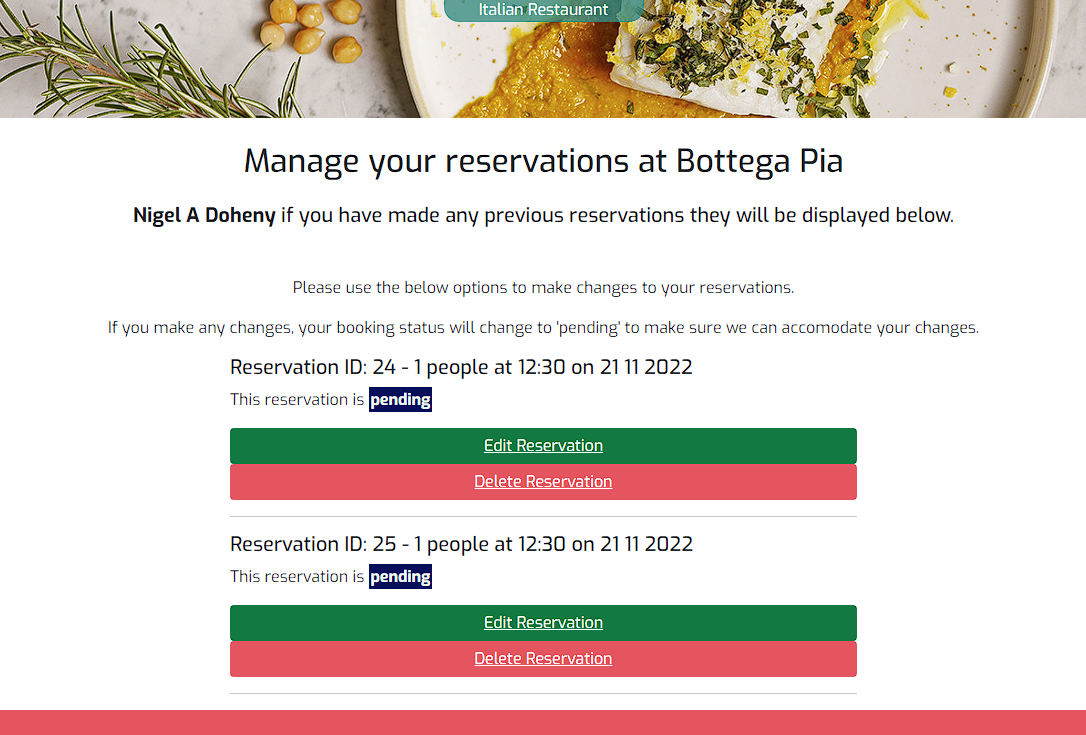 Italian Restaurant
Manage your reservations at Bottega Pia
Nigel A Doheny if you have made any previous reservations they will be displayed below.
Please use the below options to make changes to your reservations.
If you make any changes, your booking status will change to 'pending' to make sure we can accomodate your changes.
Reservation ID: 24 - 1 people at 12:30 on 21 11 2022
This reservation is pending
Edit Reservation
Delete Reservation
Reservation ID: 25 - 1 people at 12:30 on 21 11 2022
This reservation is pending
Edit Reservation
Delete Reservation